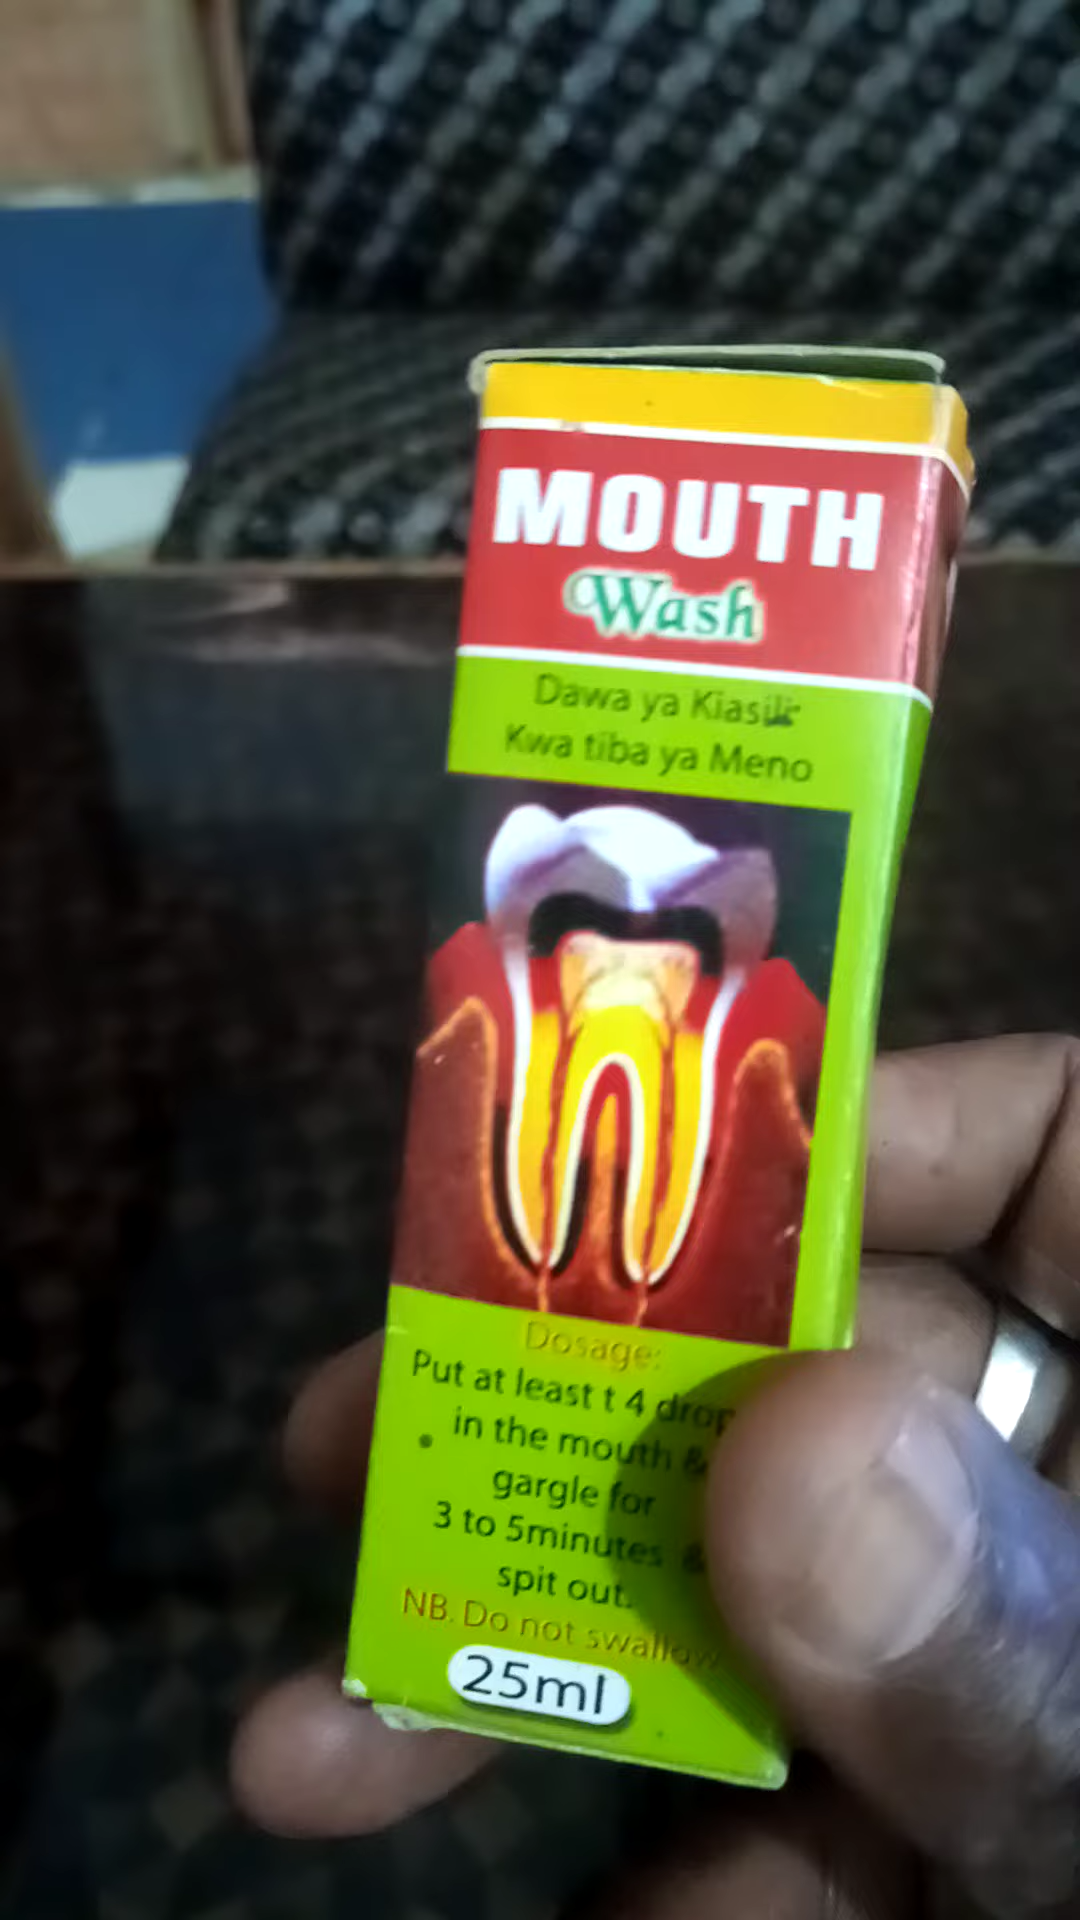 MOUTH
Wash
Dawa ya Kiasili
Kwa tiba ya Meno
Dosage:
Put at least t 4 drop
in the mouth &
gargle for
3 to 5minutes &
spit out.
NB. Do not swallow
25ml